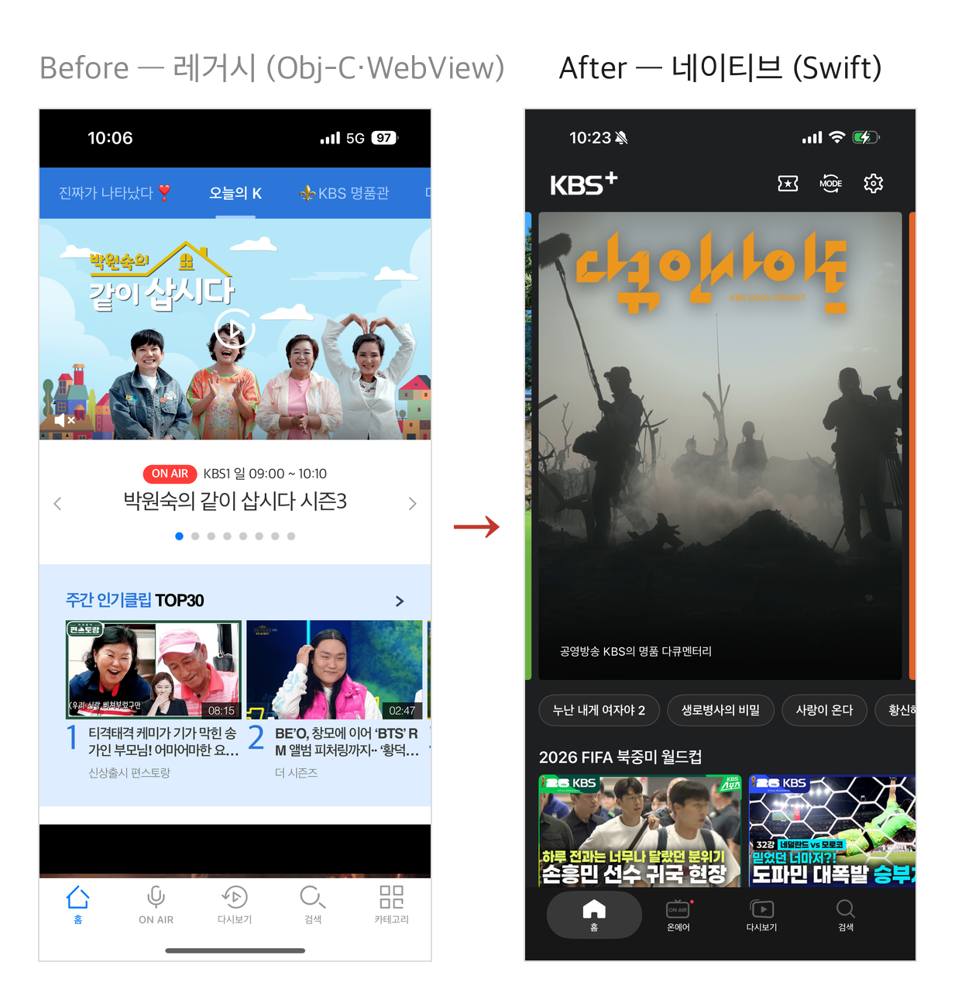 Before — 레거시 (Obj-C·WebView)
After — 네이티브 (Swift)
10:06
5G 97
진짜가 나타났다❣️ 오늘의 K ⚜️KBS 명품관
박원숙의
같이 삽시다
ON AIR KBS1 일 09:00 ~ 10:10
박원숙의 같이 삽시다 시즌3
주간 인기클립 TOP30
편스토랑
08:15
02:47
1 티격태격 케미가 기가 막힌 송
가인 부모님! 어마어마한 요...
신상출시 편스토랑
2 BE'O, 창모에 이어 'BTS' R
M 앨범 피처링까지·· '황덕...
더 시즌즈
홈
ON AIR
다시보기
검색
카테고리
10:23
KBS+
MODE
다큐인사이트
KBS DOCU INSIGHT
공영방송 KBS의 명품 다큐멘터리
누난 내게 여자야 2
생로병사의 비밀
사랑이 온다
2026 FIFA 북중미 월드컵
26 KBS
KBS 스포츠
하루 전과는 너무나 달랐던 분위기
손흥민 선수 귀국 현장
26 KBS
32강 네덜란드 vs 모로코
믿었던 너마저?!
도파민 대폭발
홈
ON AIR
온에어
다시보기
검색